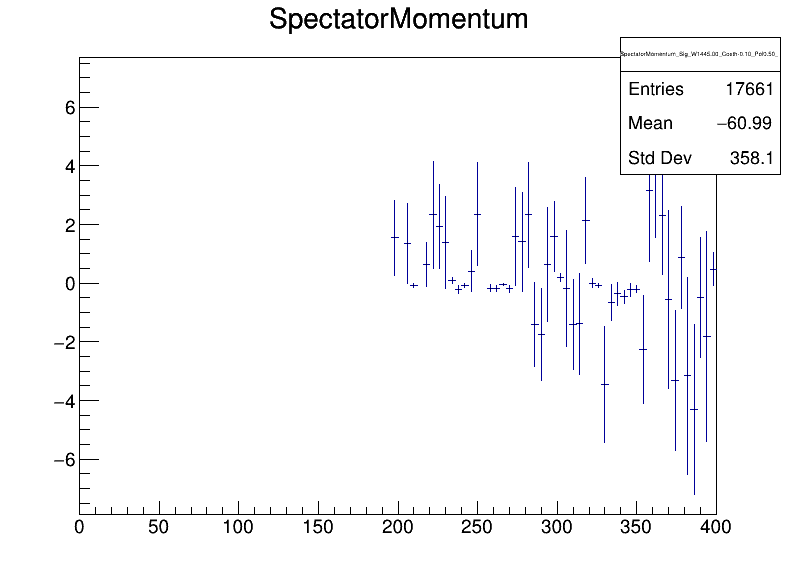 SpectatorMomentum
SpectatorMomentum_Sig_W1445.00_Costh-0.10_Pol0.50_
Entries 17661
Mean −60.99
Std Dev 358.1
6
4
2
0
−2
−4
−6
0 50 100 150 200 250 300 350 400